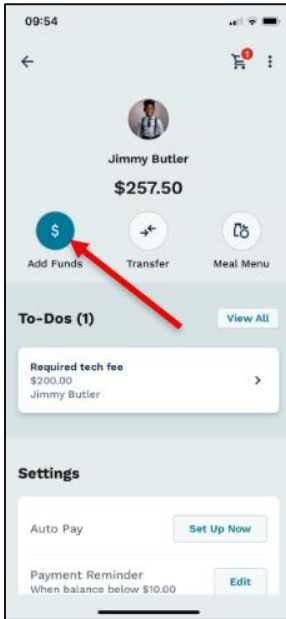 09:54
1
Jimmy Butler
$257.50
$
Add Funds
Transfer
Meal Menu
To-Dos (1)
View All
Required tech fee
$200.00
Jimmy Butler
Settings
Auto Pay
Set Up Now
Payment Reminder
When balance below $10.00
Edit